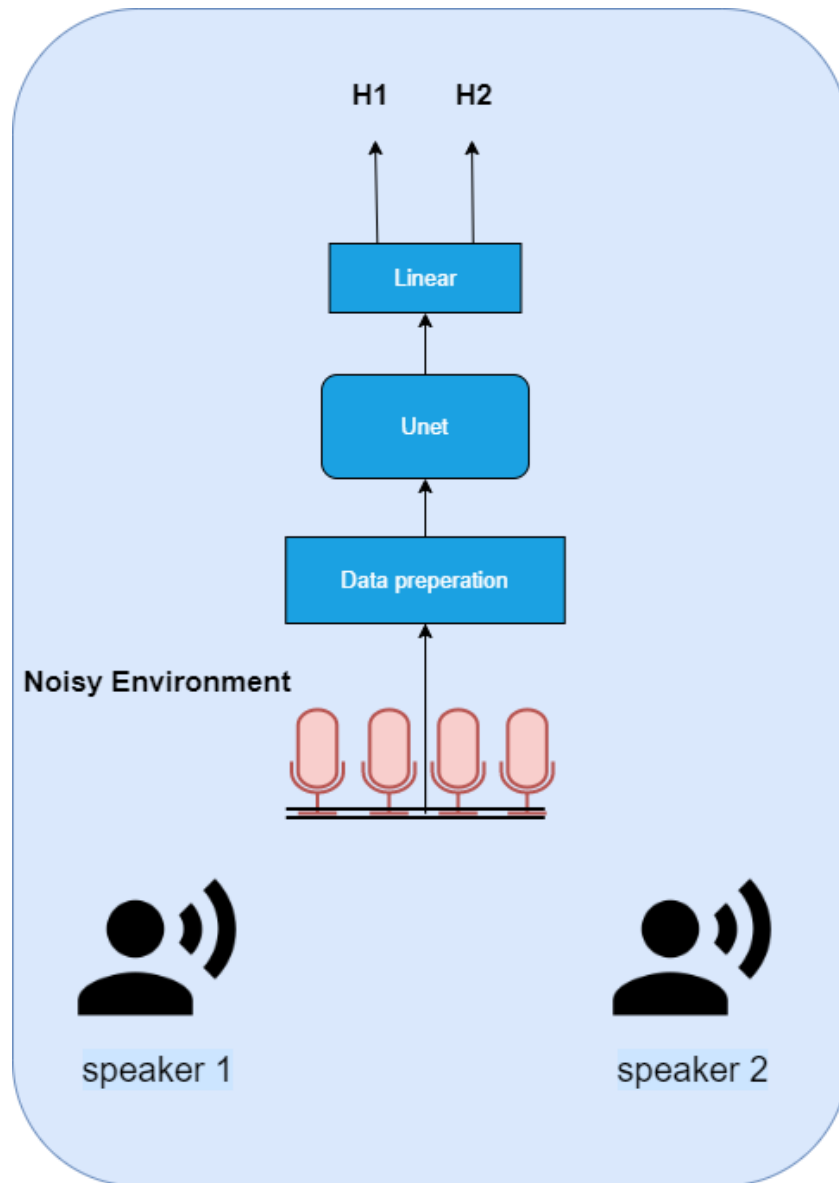 H1 H2
Linear
Unet
Data preperation
Noisy Environment
speaker 1 speaker 2